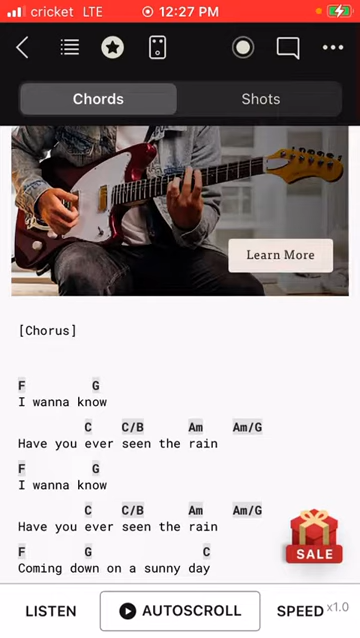 cricket LTE 12:27 PM
Chords Shots
Learn More
[Chorus]
F G
I wanna know
C C/B Am Am/G
Have you ever seen the rain
F G
I wanna know
C C/B Am Am/G
Have you ever seen the rain
F G C
Coming down on a sunny day
SALE
LISTEN AUTOSCROLL SPEED x1.0